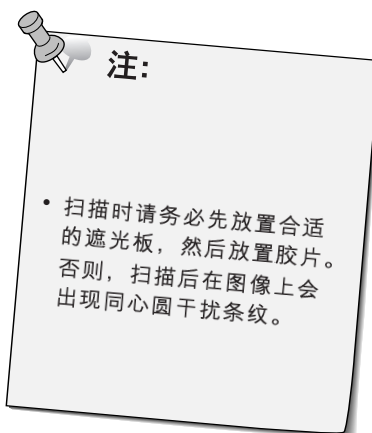 注:
• 扫描时请务必先放置合适
的遮光板，然后放置胶片。
否则，扫描后在图像上会
出现同心圆干扰条纹。